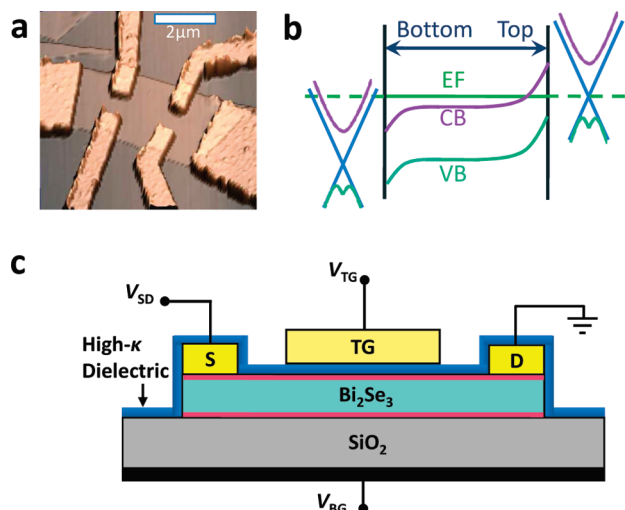 a
2μm
b
Bottom Top
EF
CB
VB
c
V_TG
V_SD
High-κ
Dielectric
S
TG
D
Bi₂Se₃
SiO₂
V_BG